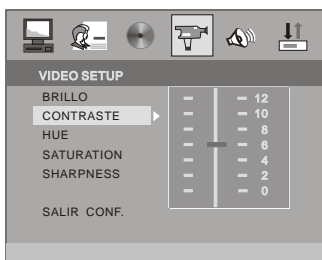 VIDEO SETUP
BRILLO
CONTRASTE
HUE
SATURATION
SHARPNESS
SALIR CONF.
12
10
8
6
4
2
0